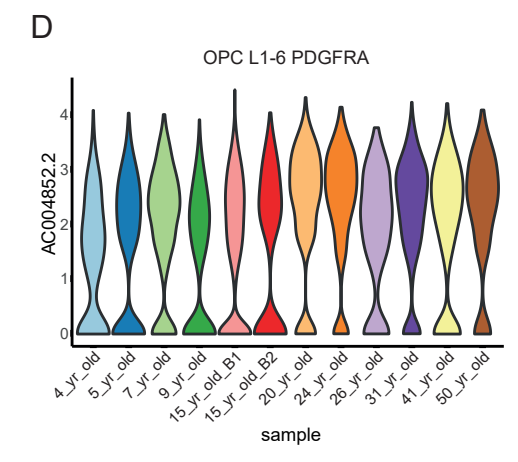 D
OPC L1-6 PDGFRA
AC004852.2
4
3
2
1
0
4_yr_old
5_yr_old
7_yr_old
9_yr_old
15_yr_old_B1
15_yr_old_B2
20_yr_old
24_yr_old
26_yr_old
31_yr_old
41_yr_old
50_yr_old
sample